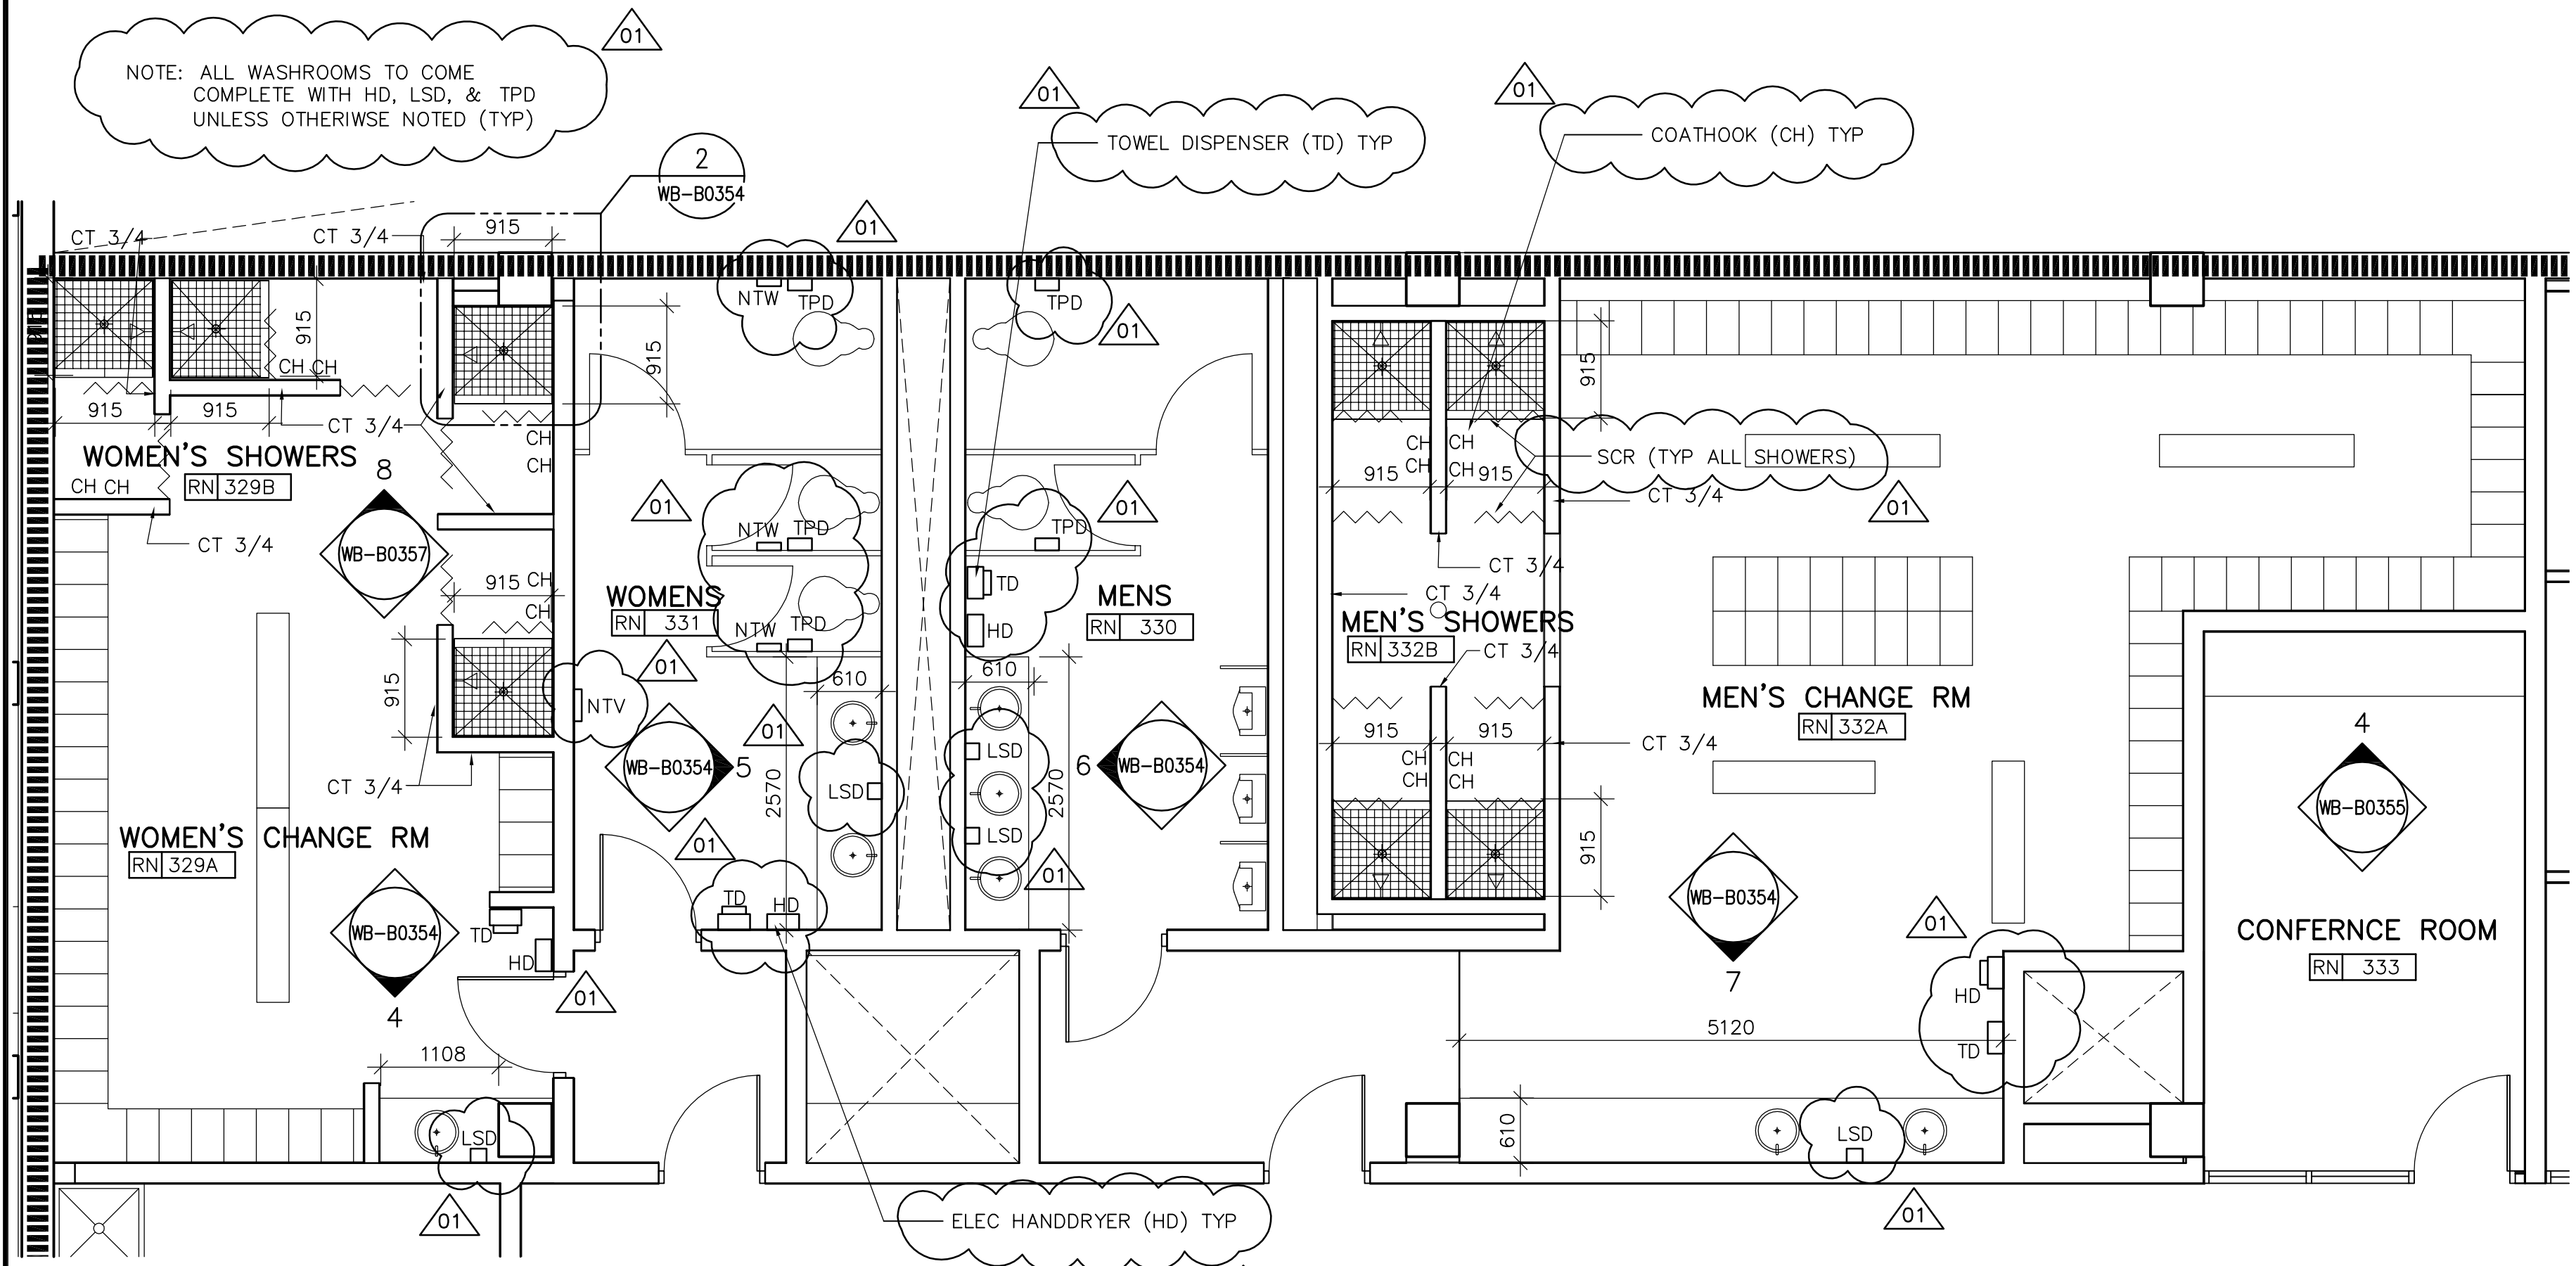 01
NOTE: ALL WASHROOMS TO COME
COMPLETE WITH HD, LSD, & TPD
UNLESS OTHERIWSE NOTED (TYP)
01
TOWEL DISPENSER (TD) TYP
01
COATHOOK (CH) TYP
2
WB-B0354
CT 3/4
CT 3/4
915
01
NTW
TPD
TPD
01
915
915
915
CH CH
915
915
CT 3/4
CH
CH
WOMEN'S SHOWERS
RN 329B
CH CH
CT 3/4
8
WB-B0357
01
NTW
TPD
TPD
01
CH
CH
CH
CH
915
915
SCR (TYP ALL SHOWERS)
CT 3/4
01
915 CH
CH
WOMENS
RN 331
NTW
TPD
TD
HD
MENS
RN 330
CT 3/4
CT 3/4
MEN'S SHOWERS
RN 332B
CT 3/4
915
NTV
01
610
610
01
LSD
LSD
LSD
2570
2570
WB-B0354
5
6
WB-B0354
915
915
CT 3/4
CH
CH
CH
CH
915
MEN'S CHANGE RM
RN 332A
4
WB-B0355
CT 3/4
WOMEN'S CHANGE RM
RN 329A
01
01
TD
HD
WB-B0354
4
TD
HD
01
WB-B0354
7
01
HD
TD
CONFERNCE ROOM
RN 333
1108
5120
610
LSD
LSD
01
01
ELEC HANDDRYER (HD) TYP